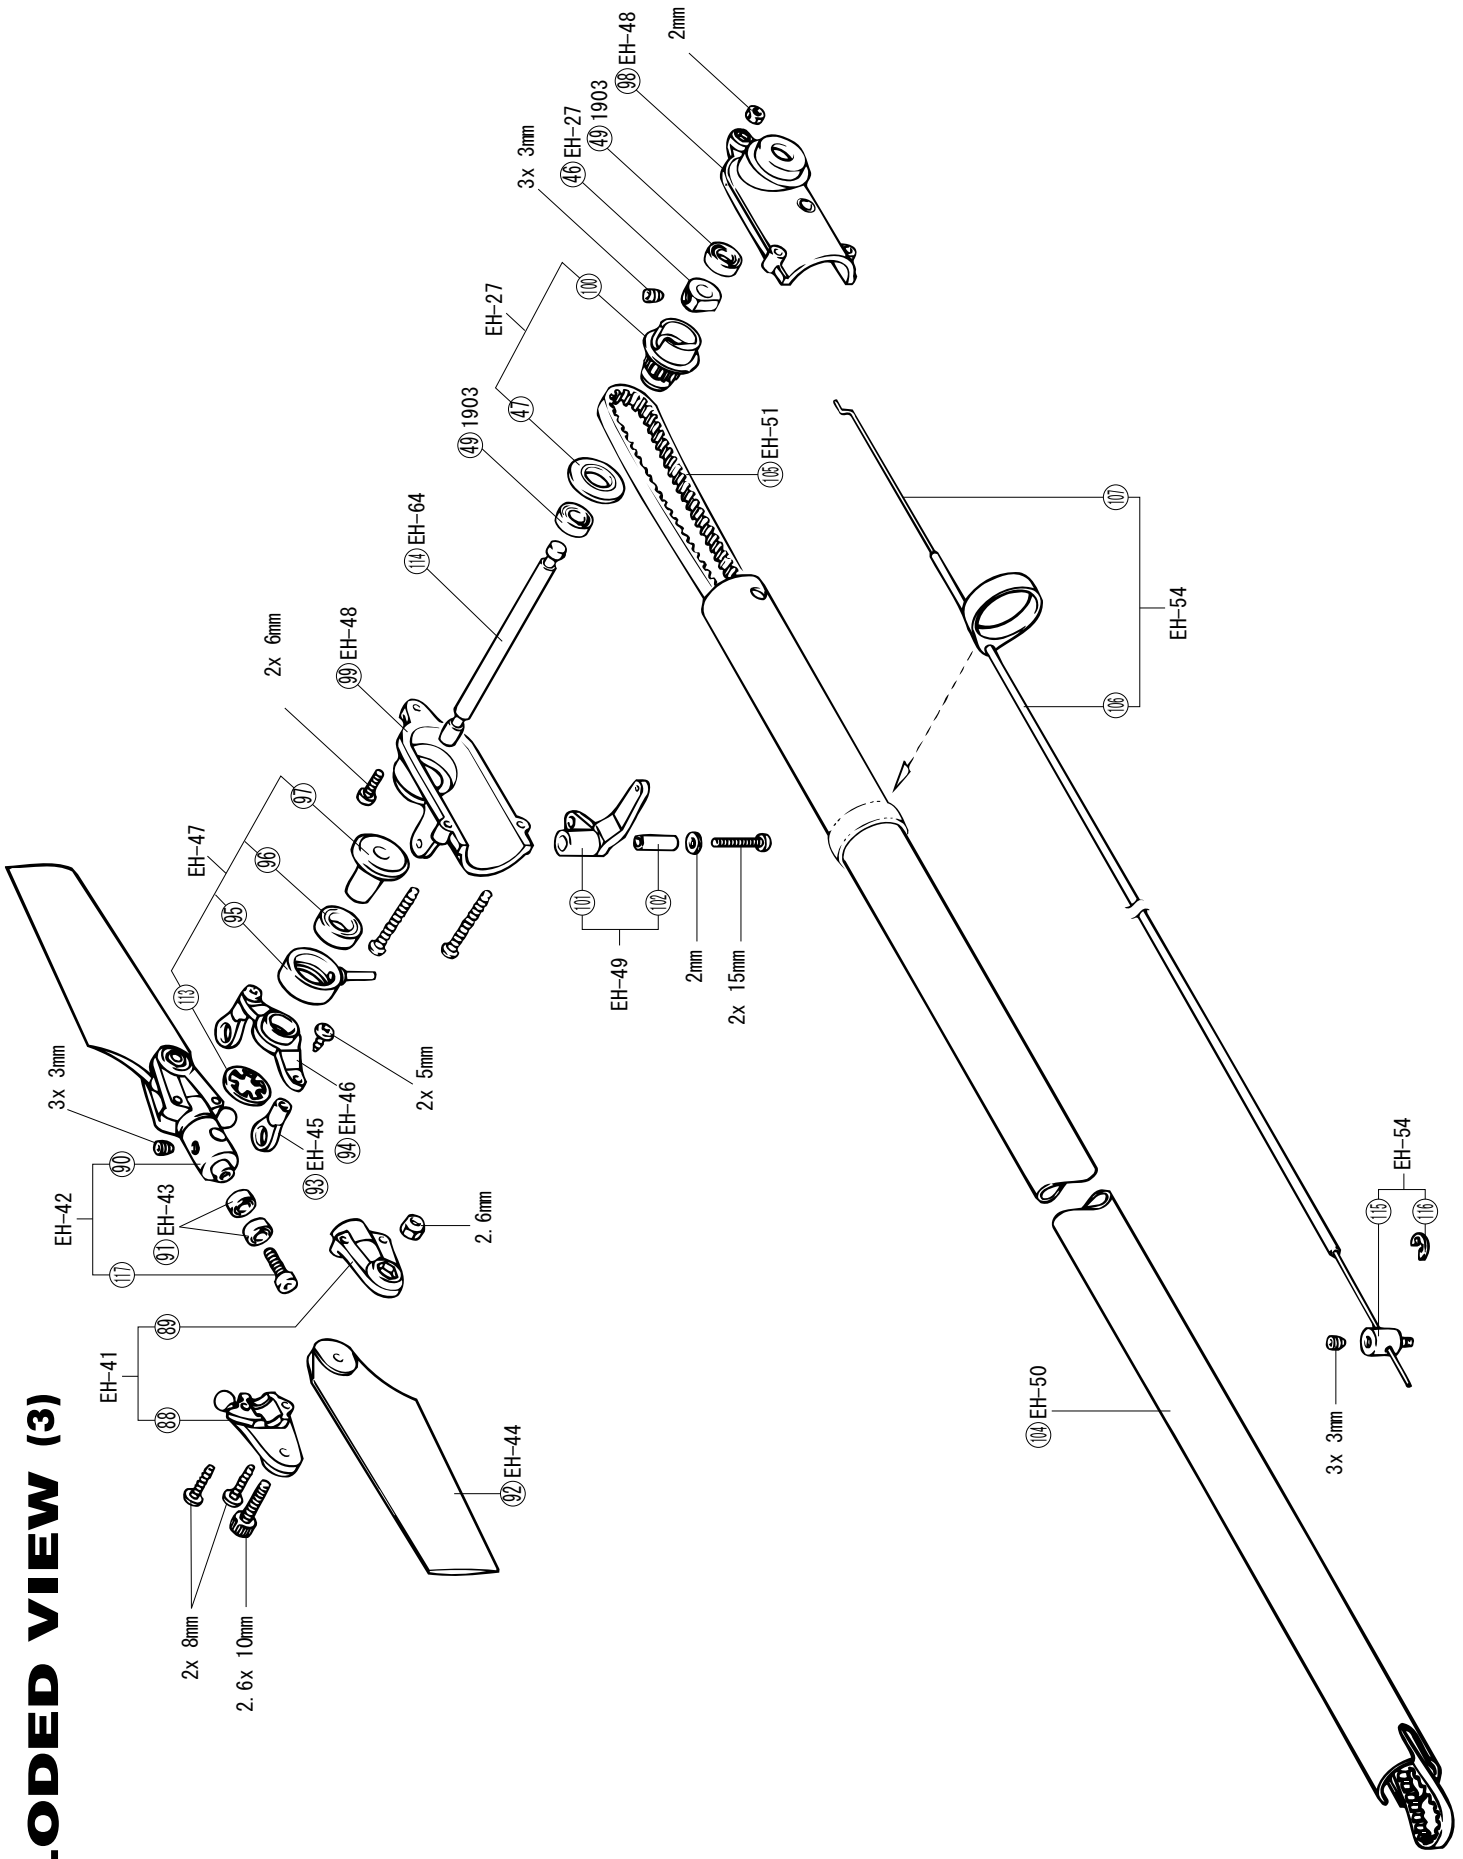 .ODED VIEW (3)
2x 8mm
2. 6x 10mm
EH-41
88
89
92 EH-44
2. 6mm
EH-42
117
90
91 EH-43
3x 3mm
93 EH-45
94 EH-46
2x 5mm
EH-47
113
95
96
97
2x 6mm
99 EH-48
114 EH-64
49 1903
EH-27
47
100
3x 3mm
46 EH-27
49 1903
98 EH-48
2mm
EH-49
101
102
2mm
2x 15mm
105 EH-51
107
106
EH-54
104 EH-50
3x 3mm
EH-54
115
116